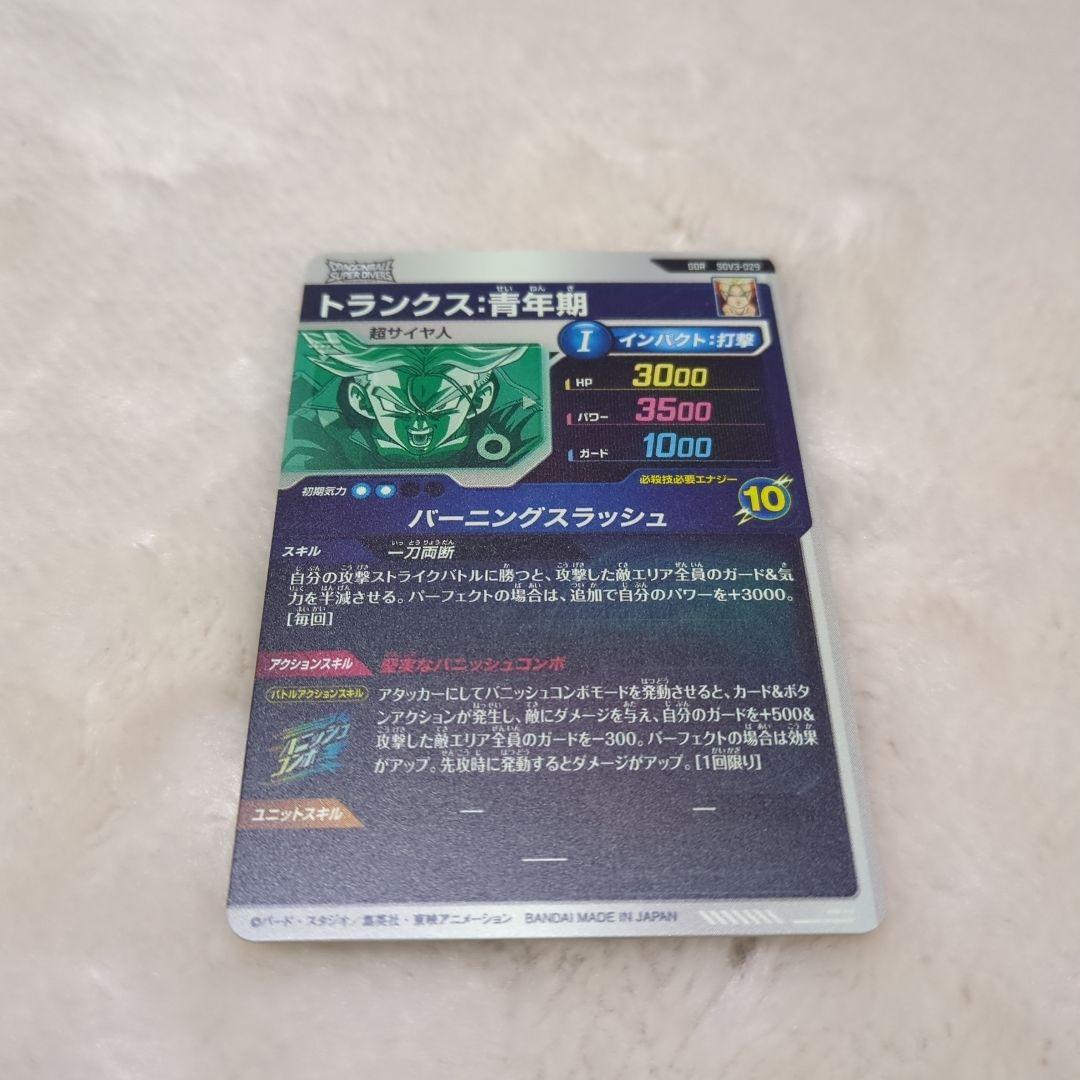 DRAGONBALL
SUPER DIVERS
SDV3-029
トランクス:青年期
せい ねん き
超サイヤ人
I インパクト:打撃
HP 3000
パワー 3500
ガード 1000
初期気力
必殺技必要エナジー
10
バーニングスラッシュ
スキル 一刀両断
いっ とう りょう だん
自分の攻撃ストライクバトルに勝つと、攻撃した敵エリア全員のガード&気
力を半減させる。パーフェクトの場合は、追加で自分のパワーを+3000。
[毎回]
アクションスキル 堅実なバニッシュコンボ
バトルアクションスキル
バニッシュ
コンボ
アタッカーにしてバニッシュコンボモードを発動させると、カード&ボタ
ンアクションが発生し、敵にダメージを与え、自分のガードを+500&
攻撃した敵エリア全員のガードを−300。パーフェクトの場合は効果
がアップ。先攻時に発動するとダメージがアップ。[1回限り]
ユニットスキル — —
—
©バード・スタジオ/集英社・東映アニメーション BANDAI MADE IN JAPAN